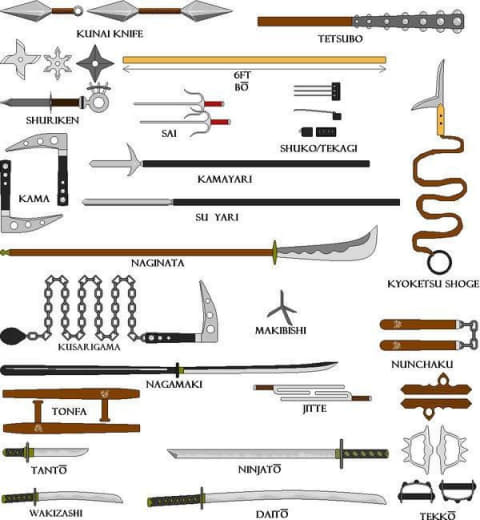 KUNAI KNIFE
TETSUBO
6FT
BŌ
SHURIKEN
SAI
SHUKO/TEKAGI
KAMAYARI
KAMA
SU YARI
NAGINATA
KYOKETSU SHOGE
MAKIBISHI
KUSARIGAMA
NUNCHAKU
NAGAMAKI
JITTE
TONFA
TANTŌ
NINJATŌ
WAKIZASHI
DAITŌ
TEKKŌ